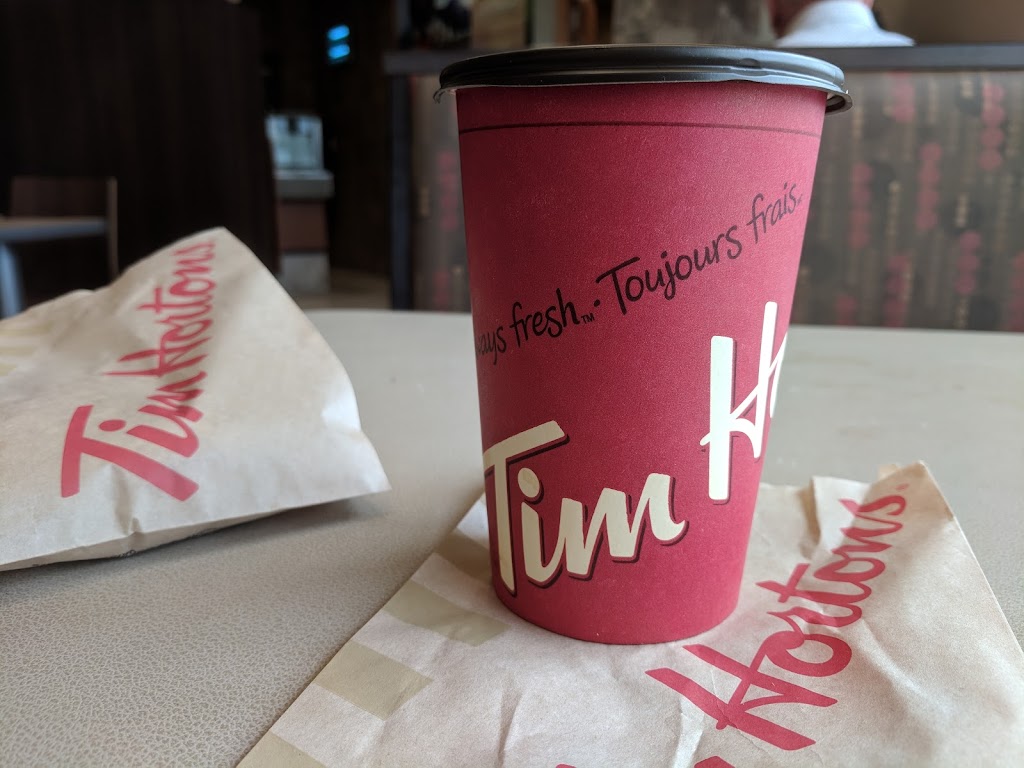 Tim Hortons
ays fresh™ • Toujours frais
Tim H
Hortons